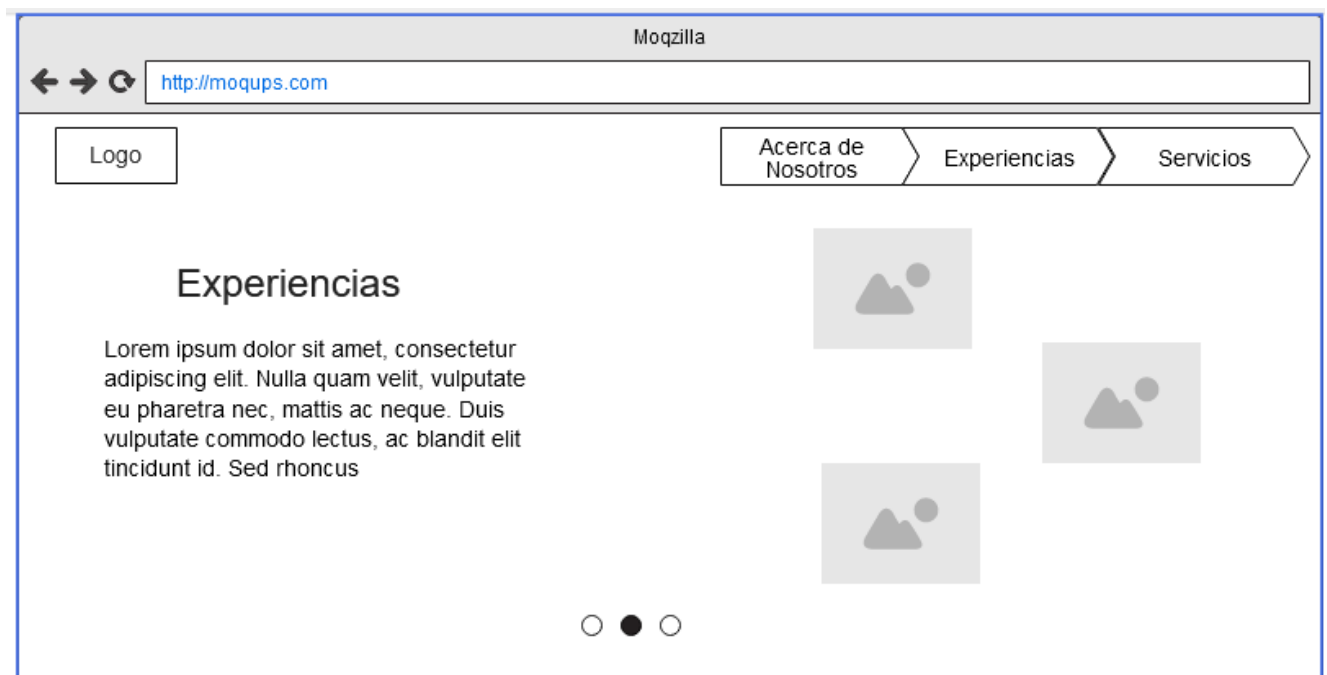 Moqzilla
http://moqups.com
Logo
Acerca de
Nosotros
Experiencias
Servicios
Experiencias
Lorem ipsum dolor sit amet, consectetur
adipiscing elit. Nulla quam velit, vulputate
eu pharetra nec, mattis ac neque. Duis
vulputate commodo lectus, ac blandit elit
tincidunt id. Sed rhoncus